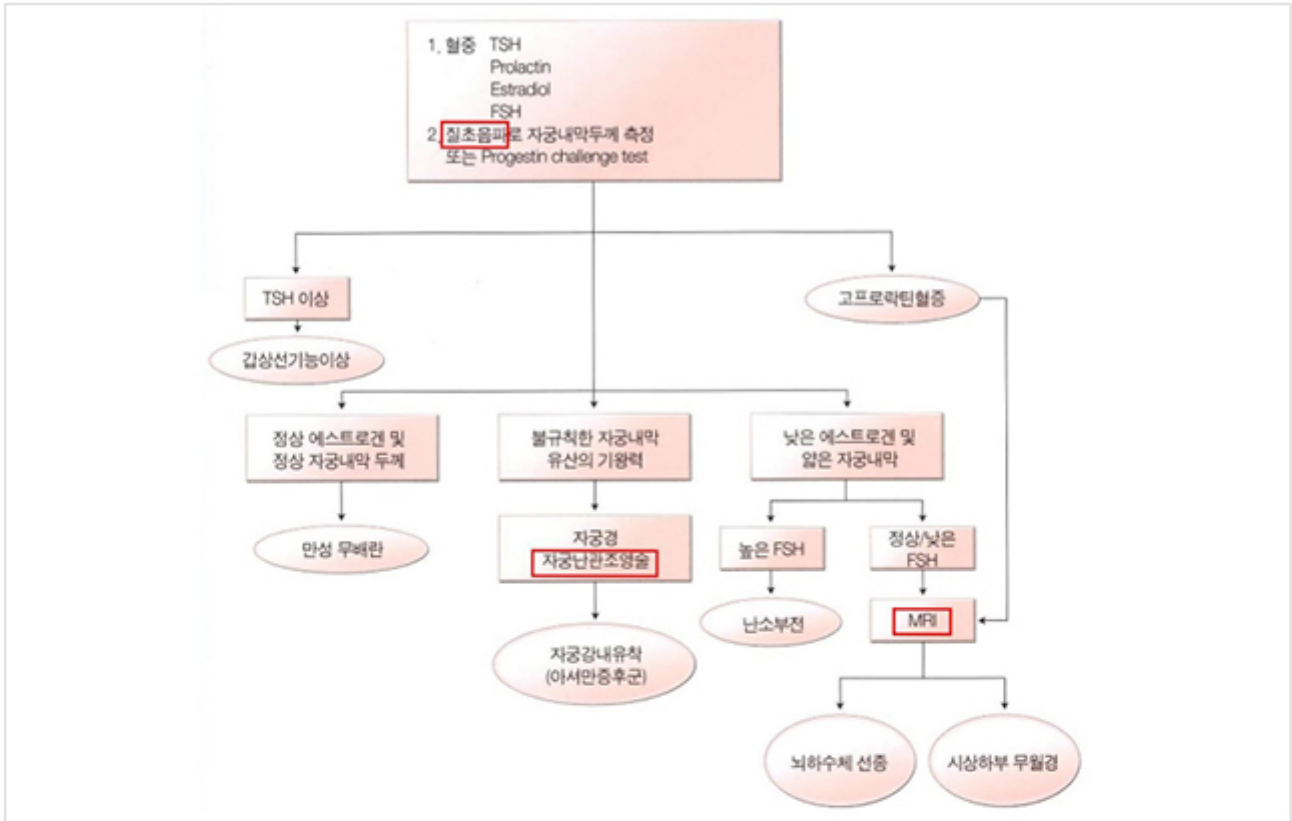 1. 혈중 TSH
Prolactin
Estradiol
FSH
2. 질초음파로 자궁내막두께 측정
또는 Progestin challenge test
TSH 이상
고프로락틴혈증
갑상선기능이상
정상 에스트로겐 및
정상 자궁내막 두께
불규칙한 자궁내막
유산의 기왕력
낮은 에스트로겐 및
얇은 자궁내막
만성 무배란
자궁경
자궁난관조영술
높은 FSH
정상/낮은
FSH
난소부전
MRI
자궁강내유착
(아셔만증후군)
뇌하수체 선종
시상하부 무월경